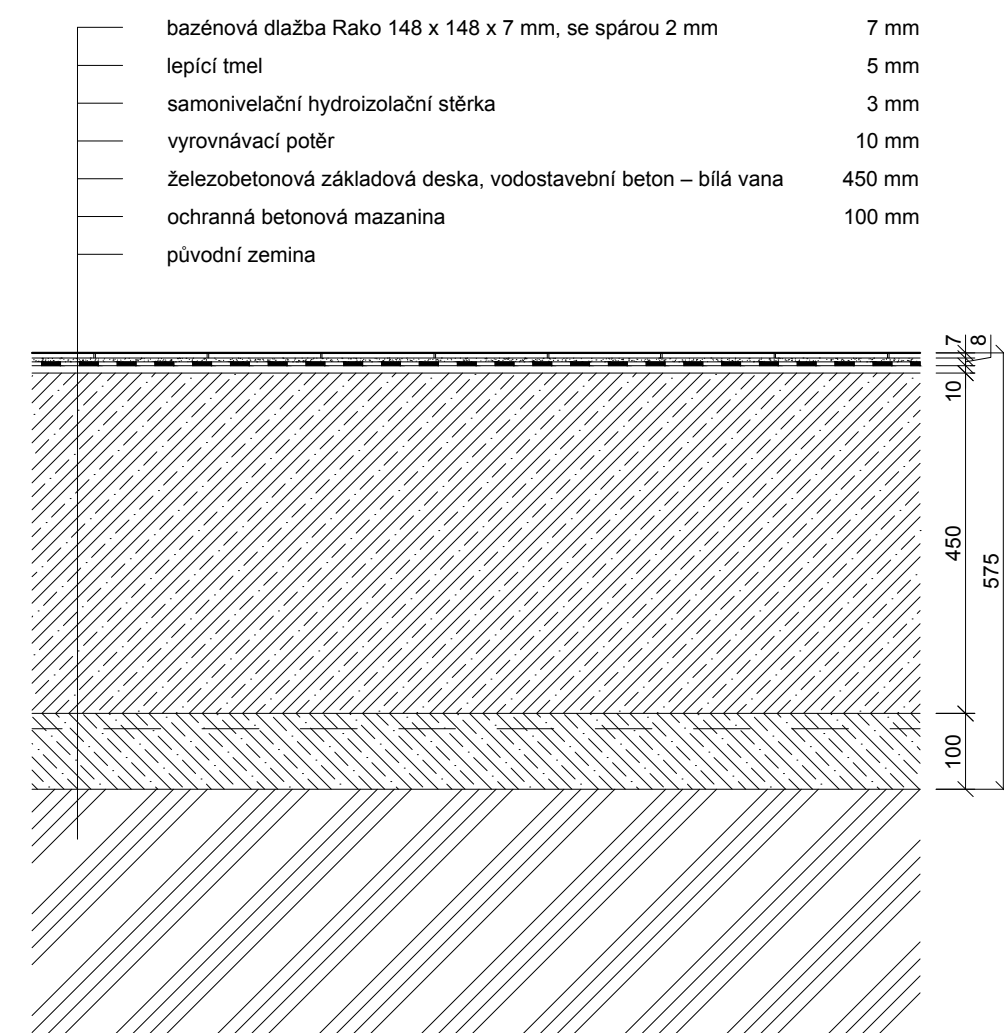 bazénová dlažba Rako 148 x 148 x 7 mm, se spárou 2 mm 7 mm
lepící tmel 5 mm
samonivelační hydroizolační stěrka 3 mm
vyrovnávací potěr 10 mm
železobetonová základová deska, vodostavební beton – bílá vana 450 mm
ochranná betonová mazanina 100 mm
původní zemina
7
8
10
450
575
100